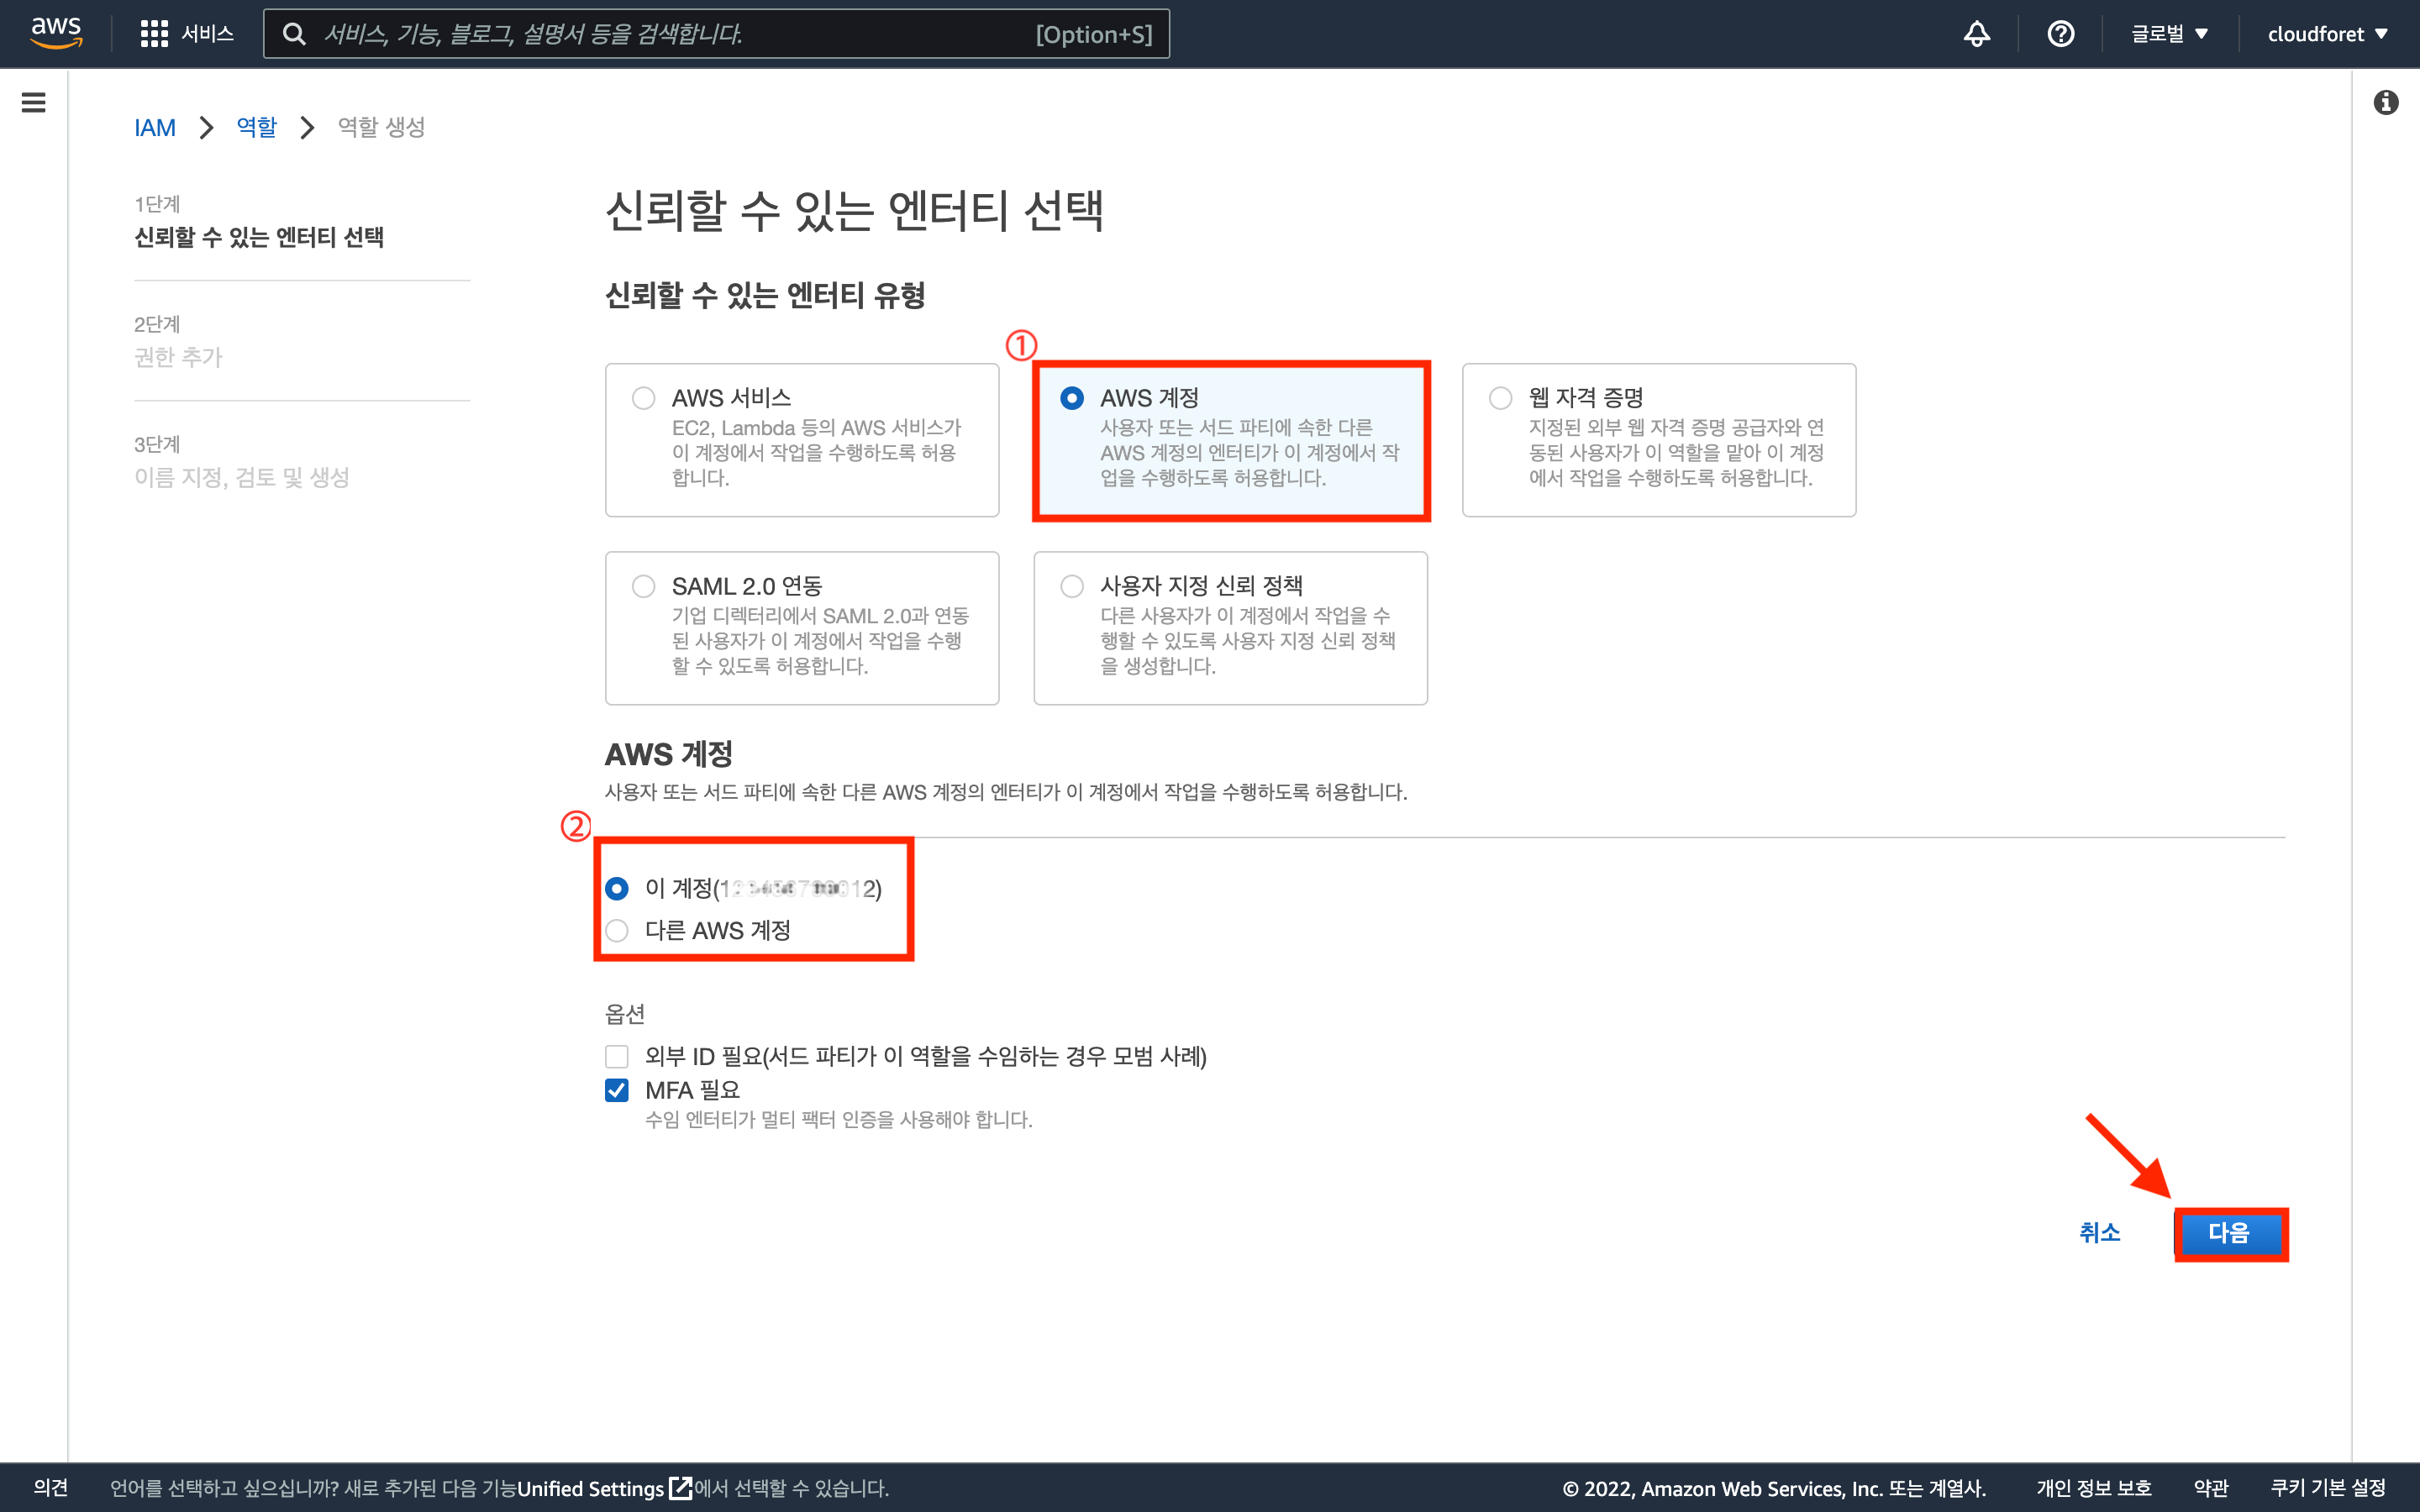 aws
서비스
서비스, 기능, 블로그, 설명서 등을 검색합니다.
[Option+S]
글로벌
cloudforet
IAM
역할
역할 생성
1단계
신뢰할 수 있는 엔터티 선택
2단계
권한 추가
3단계
이름 지정, 검토 및 생성
신뢰할 수 있는 엔터티 선택
신뢰할 수 있는 엔터티 유형
①
AWS 서비스
EC2, Lambda 등의 AWS 서비스가
이 계정에서 작업을 수행하도록 허용
합니다.
AWS 계정
사용자 또는 서드 파티에 속한 다른
AWS 계정의 엔터티가 이 계정에서 작
업을 수행하도록 허용합니다.
웹 자격 증명
지정된 외부 웹 자격 증명 공급자와 연
동된 사용자가 이 역할을 맡아 이 계정
에서 작업을 수행하도록 허용합니다.
SAML 2.0 연동
기업 디렉터리에서 SAML 2.0과 연동
된 사용자가 이 계정에서 작업을 수행
할 수 있도록 허용합니다.
사용자 지정 신뢰 정책
다른 사용자가 이 계정에서 작업을 수
행할 수 있도록 사용자 지정 신뢰 정책
을 생성합니다.
AWS 계정
사용자 또는 서드 파티에 속한 다른 AWS 계정의 엔터티가 이 계정에서 작업을 수행하도록 허용합니다.
②
이 계정
다른 AWS 계정
옵션
외부 ID 필요(서드 파티가 이 역할을 수임하는 경우 모범 사례)
MFA 필요
수임 엔터티가 멀티 팩터 인증을 사용해야 합니다.
취소
다음
의견
언어를 선택하고 싶으십니까? 새로 추가된 다음 기능Unified Settings에서 선택할 수 있습니다.
© 2022, Amazon Web Services, Inc. 또는 계열사.
개인 정보 보호
약관
쿠키 기본 설정